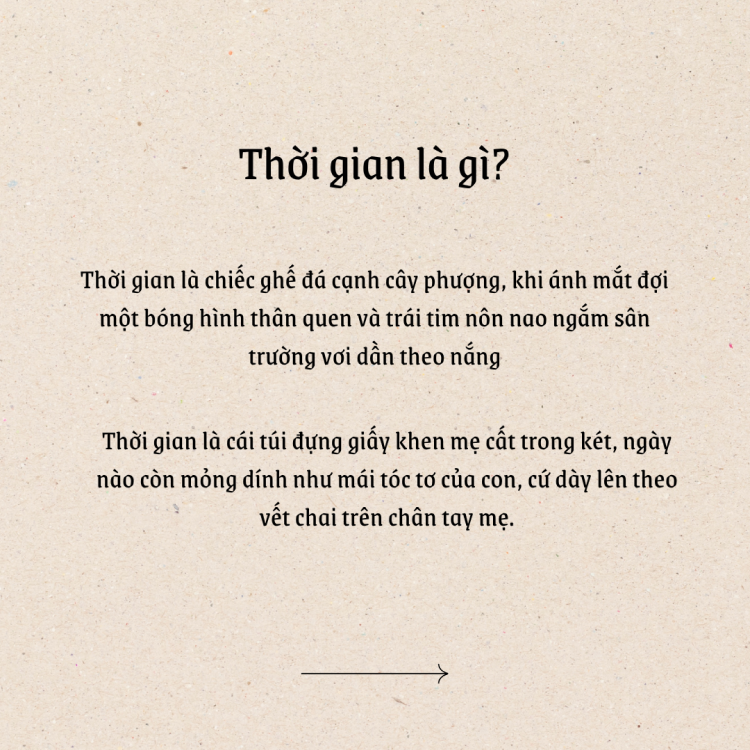 Thời gian là gì?
Thời gian là chiếc ghế đá cạnh cây phượng, khi ánh mắt đợi
một bóng hình thân quen và trái tim nôn nao ngắm sân
trường vơi dần theo nắng
Thời gian là cái túi đựng giấy khen mẹ cất trong két, ngày
nào còn mỏng dính như mái tóc tơ của con, cứ dày lên theo
vết chai trên chân tay mẹ.